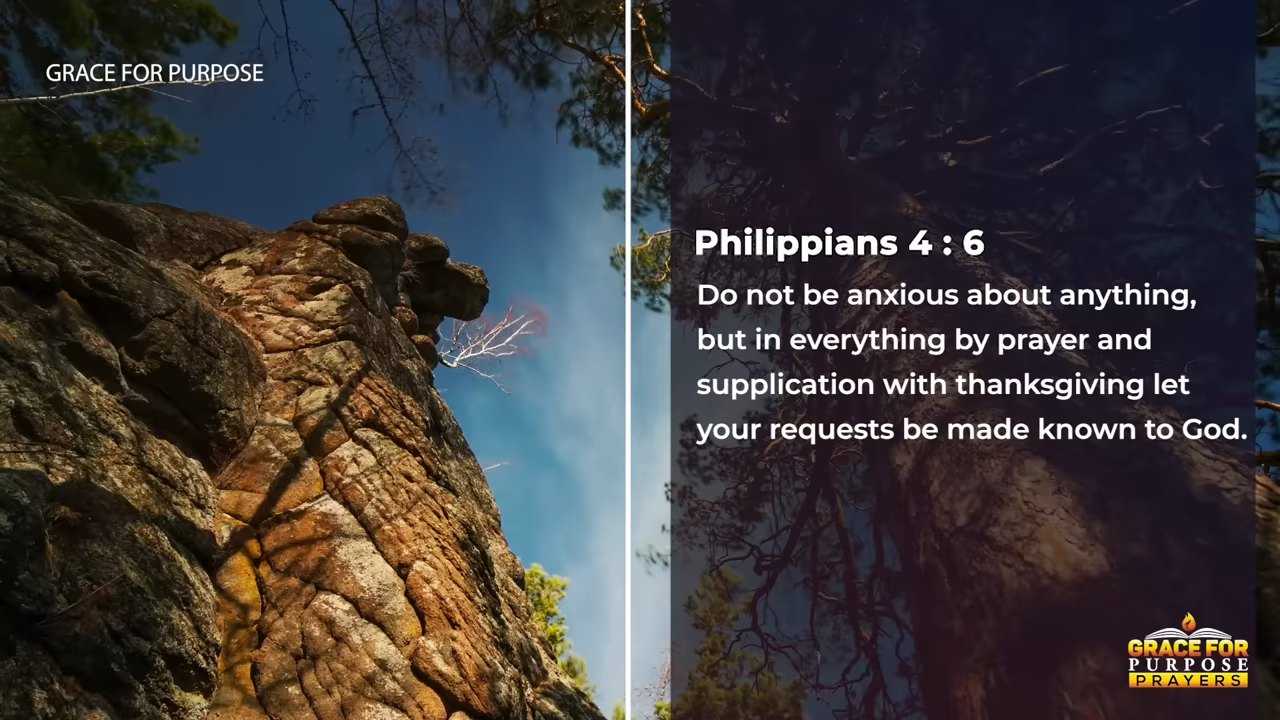 GRACE FOR PURPOSE
Philippians 4 : 6
Do not be anxious about anything,
but in everything by prayer and
supplication with thanksgiving let
your requests be made known to God.
GRACE FOR
PURPOSE
PRAYERS